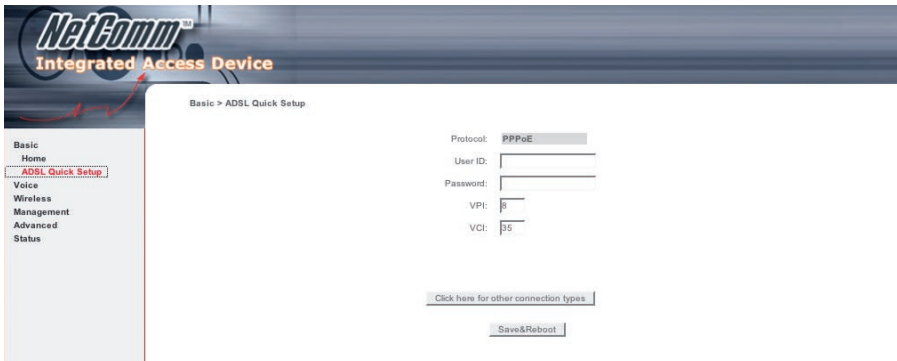 NetComm™
Integrated Access Device
Basic > ADSL Quick Setup
Basic
Home
ADSL Quick Setup
Voice
Wireless
Management
Advanced
Status
Protocol: PPPoE
User ID:
Password:
VPI: 8
VCI: 35
Click here for other connection types
Save&Reboot